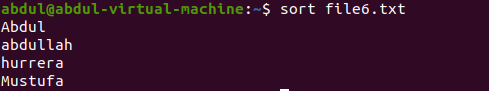 abdul@abdul-virtual-machine:~$ sort file6.txt
Abdul
abdullah
hurrera
Mustufa